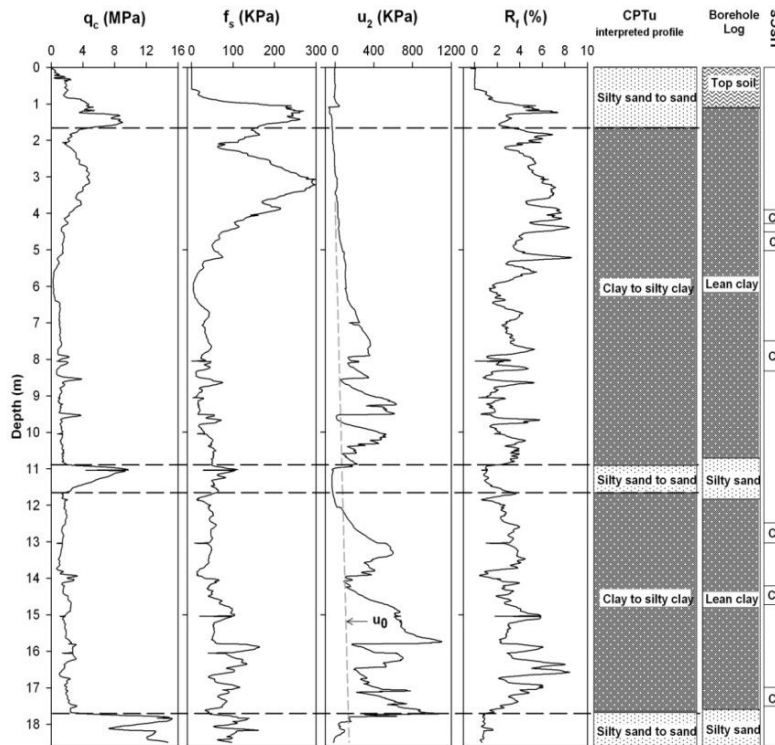 q_c (MPa) f_s (KPa) u_2 (KPa) R_f (%) CPTu Borehole
interpreted profile Log
0 4 8 12 16 0 100 200 300 0 400 800 1200 0 2 4 6 8 10
Depth (m)
0
1
2
3
4
5
6
7
8
9
10
11
12
13
14
15
16
17
18
u_0
Silty sand to sand
Clay to silty clay
Silty sand to sand
Clay to silty clay
Silty sand to sand
Top soil
Lean clay
Silty sand
Lean clay
Silty sand
C
C
C
C
C
C